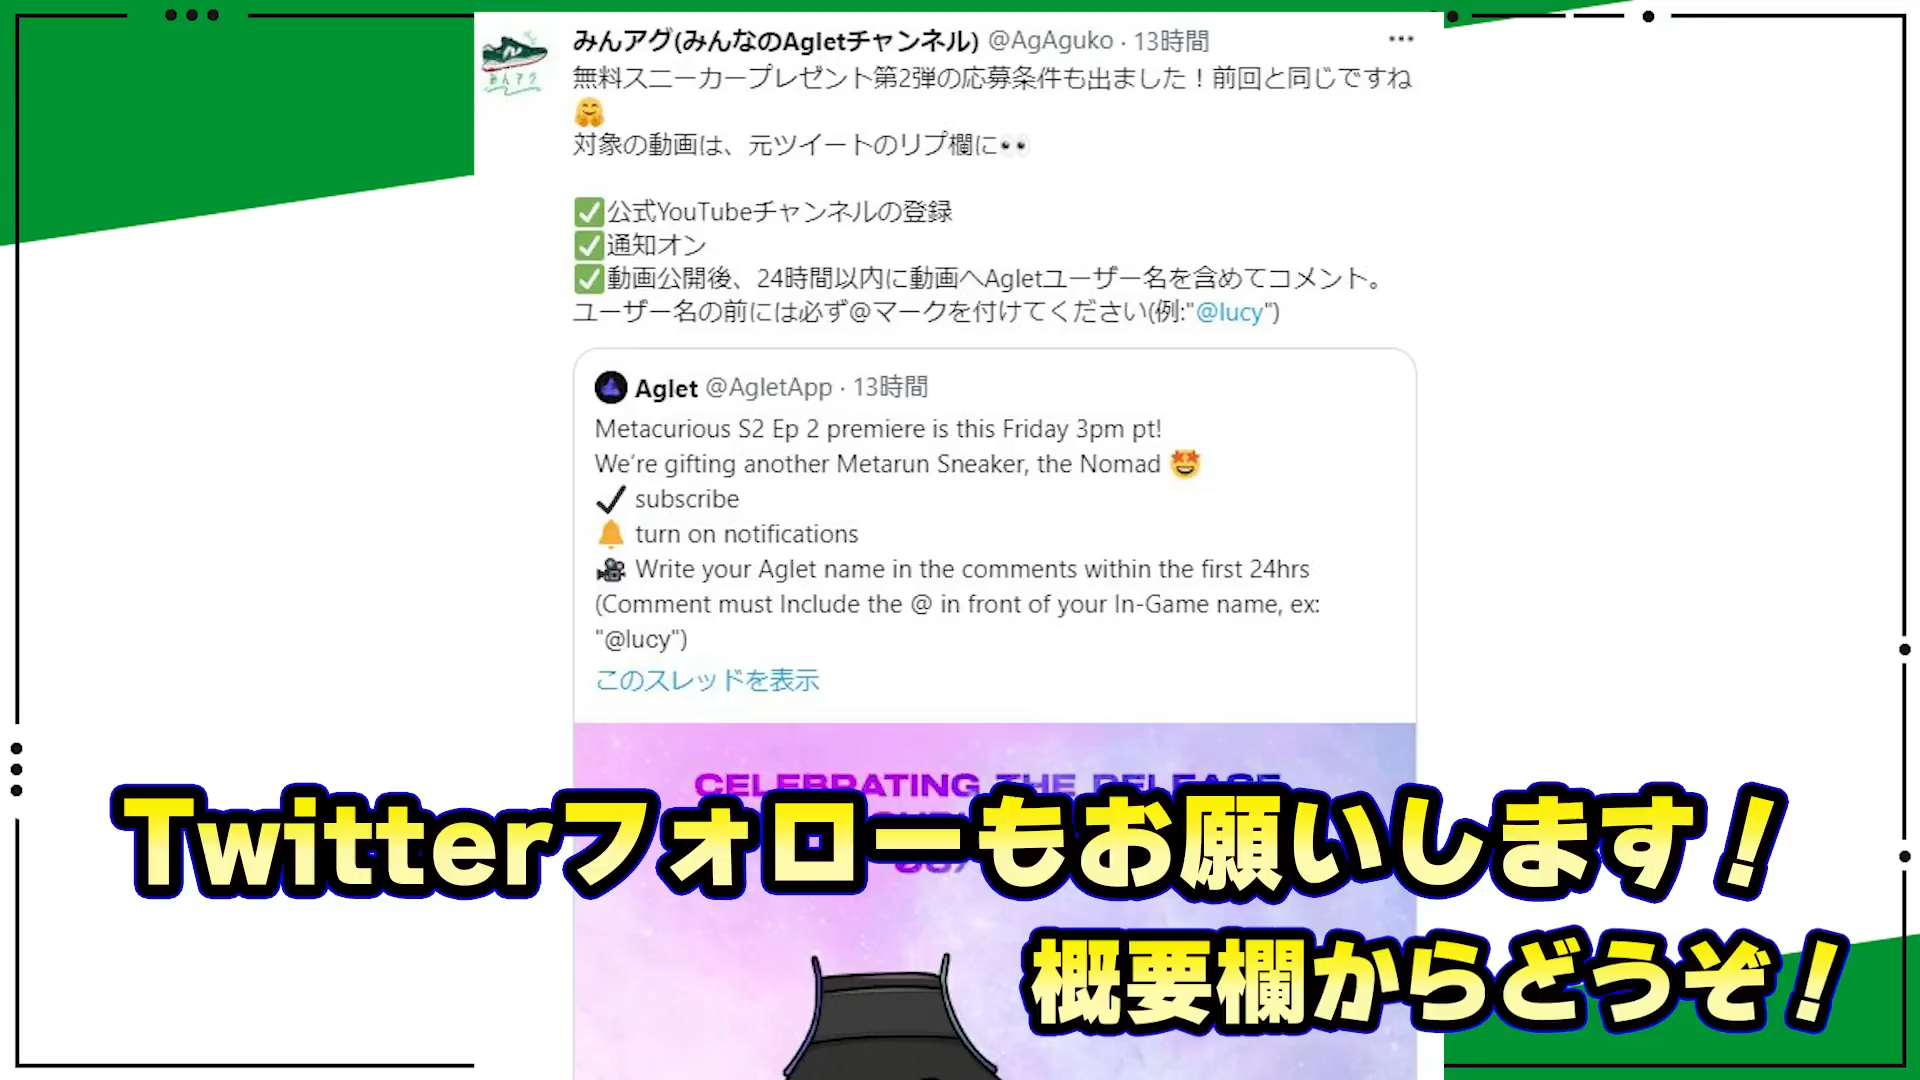 みんアグ(みんなのAgletチャンネル) @AgAguko · 13時間
みんアグ
無料スニーカープレゼント第2弾の応募条件も出ました！前回と同じですね
🤗
対象の動画は、元ツイートのリプ欄に👀
✅公式YouTubeチャンネルの登録
✅通知オン
✅動画公開後、24時間以内に動画へAgletユーザー名を含めてコメント。
ユーザー名の前には必ず@マークを付けてください(例:"@lucy")
Aglet @AgletApp · 13時間
Metacurious S2 Ep 2 premiere is this Friday 3pm pt!
We’re gifting another Metarun Sneaker, the Nomad 🤩
✔ subscribe
🔔 turn on notifications
🎥 Write your Aglet name in the comments within the first 24hrs
(Comment must Include the @ in front of your In-Game name, ex:
"@lucy")
このスレッドを表示
CELEBRATING THE RELEASE
Twitterフォローもお願いします！
概要欄からどうぞ！